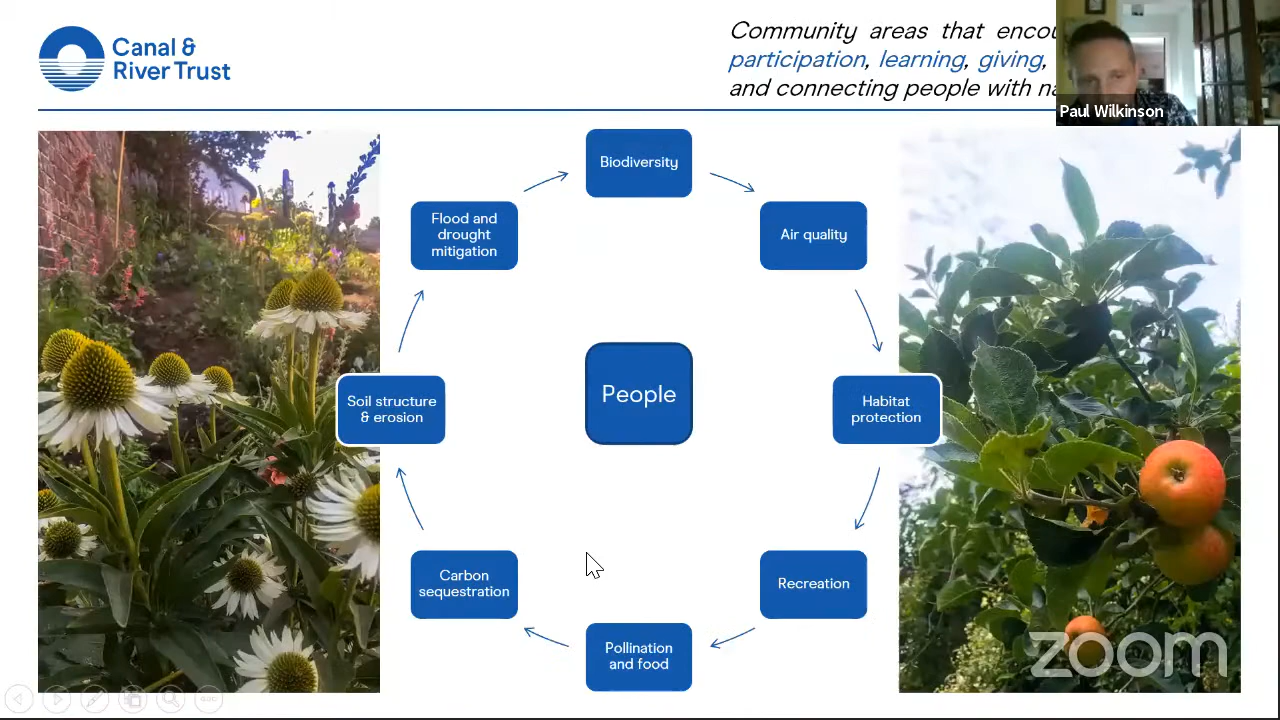 Canal &
River Trust
Community areas that
participation, learning, giving,
and connecting people with
Paul Wilkinson
Biodiversity
Flood and
drought
mitigation
Air quality
Soil structure
& erosion
People
Habitat
protection
Carbon
sequestration
Recreation
Pollination
and food
zoom